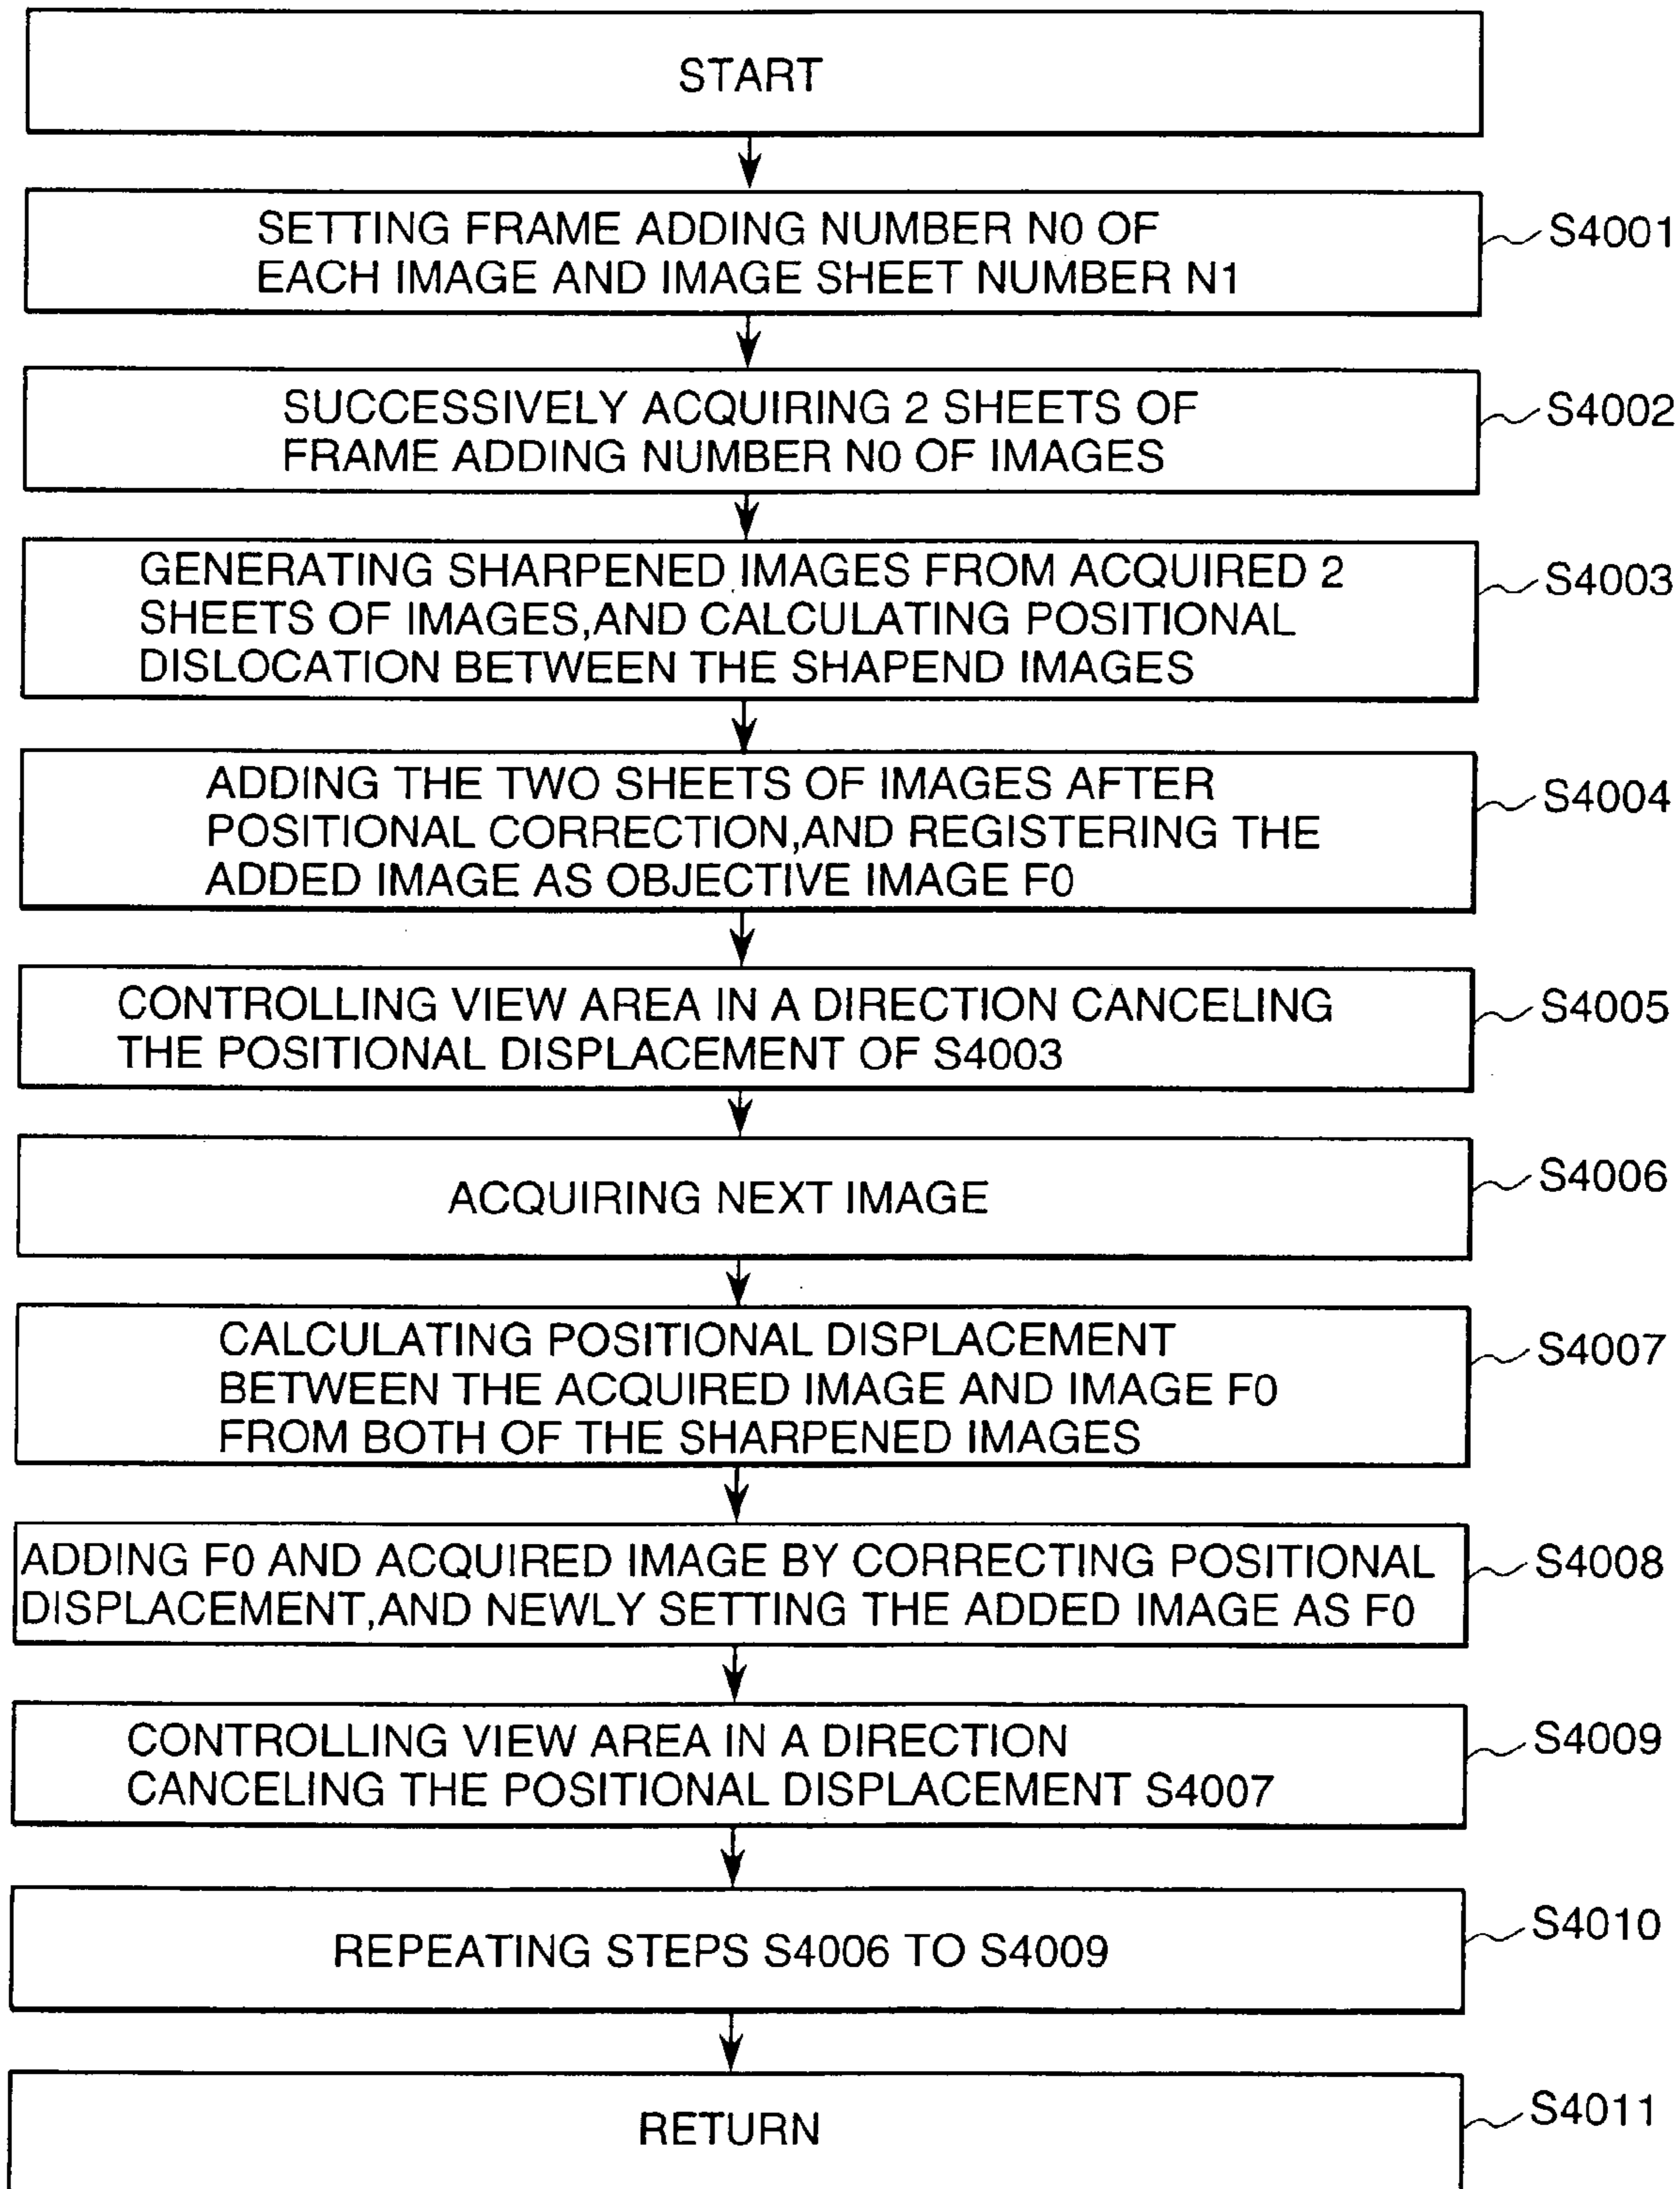 START
SETTING FRAME ADDING NUMBER N0 OF
EACH IMAGE AND IMAGE SHEET NUMBER N1
S4001
SUCCESSIVELY ACQUIRING 2 SHEETS OF
FRAME ADDING NUMBER N0 OF IMAGES
S4002
GENERATING SHARPENED IMAGES FROM ACQUIRED 2
SHEETS OF IMAGES,AND CALCULATING POSITIONAL
DISLOCATION BETWEEN THE SHAPEND IMAGES
S4003
ADDING THE TWO SHEETS OF IMAGES AFTER
POSITIONAL CORRECTION,AND REGISTERING THE
ADDED IMAGE AS OBJECTIVE IMAGE F0
S4004
CONTROLLING VIEW AREA IN A DIRECTION CANCELING
THE POSITIONAL DISPLACEMENT OF S4003
S4005
ACQUIRING NEXT IMAGE
S4006
CALCULATING POSITIONAL DISPLACEMENT
BETWEEN THE ACQUIRED IMAGE AND IMAGE F0
FROM BOTH OF THE SHARPENED IMAGES
S4007
ADDING F0 AND ACQUIRED IMAGE BY CORRECTING POSITIONAL
DISPLACEMENT,AND NEWLY SETTING THE ADDED IMAGE AS F0
S4008
CONTROLLING VIEW AREA IN A DIRECTION
CANCELING THE POSITIONAL DISPLACEMENT S4007
S4009
REPEATING STEPS S4006 TO S4009
S4010
RETURN
S4011